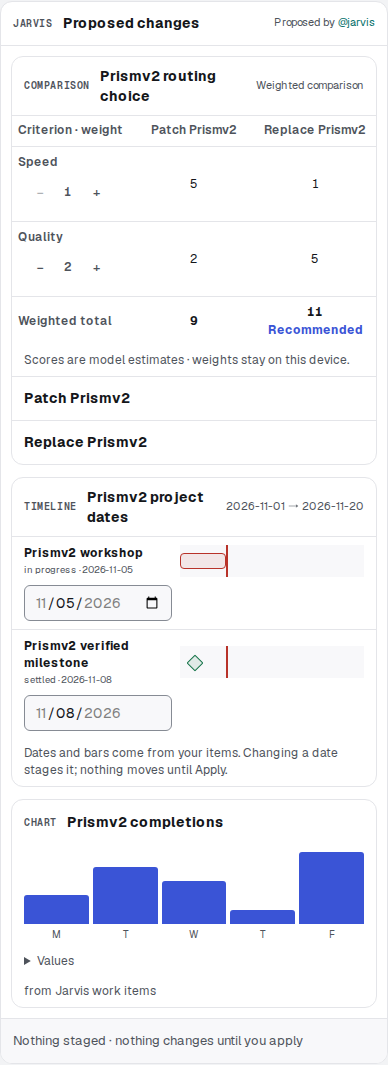 JARVIS Proposed changes Proposed by @jarvis
COMPARISON Prismv2 routing choice Weighted comparison
Criterion · weight Patch Prismv2 Replace Prismv2
Speed
− 1 + 5 1
Quality
− 2 + 2 5
Weighted total 9 11
Recommended
Scores are model estimates · weights stay on this device.
Patch Prismv2
Replace Prismv2
TIMELINE Prismv2 project dates 2026-11-01 → 2026-11-20
Prismv2 workshop
in progress · 2026-11-05
11/05/2026
Prismv2 verified
milestone
settled · 2026-11-08
11/08/2026
Dates and bars come from your items. Changing a date
stages it; nothing moves until Apply.
CHART Prismv2 completions
M T W T F
▶ Values
from Jarvis work items
Nothing staged · nothing changes until you apply